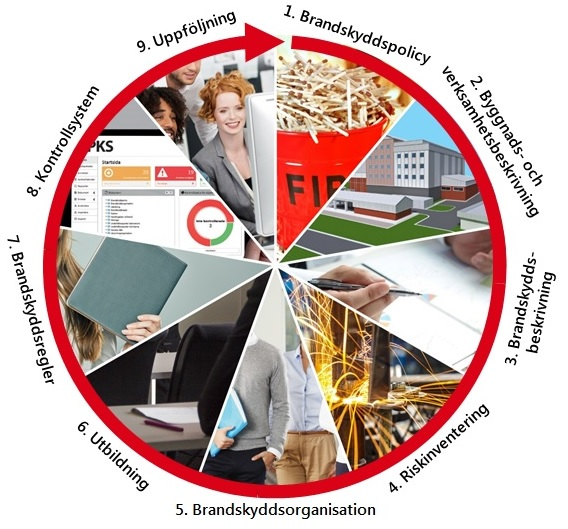 1. Brandskyddspolicy
2. Byggnads- och
verksamhetsbeskrivning
3. Brandskydds-
beskrivning
4. Riskinventering
5. Brandskyddsorganisation
6. Utbildning
7. Brandskyddsregler
8. Kontrollsystem
9. Uppföljning
FIR
PKS
Startsida